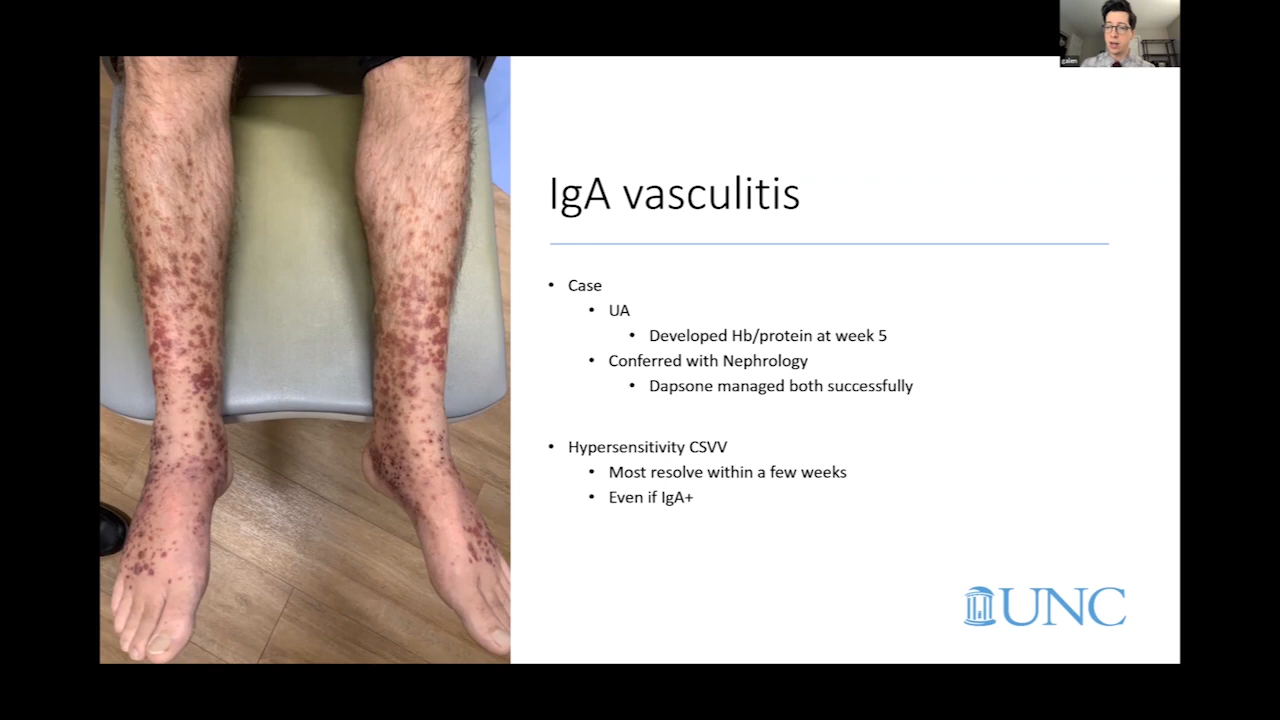 galen
IgA vasculitis
• Case
• UA
• Developed Hb/protein at week 5
• Conferred with Nephrology
• Dapsone managed both successfully
• Hypersensitivity CSVV
• Most resolve within a few weeks
• Even if IgA+
UNC